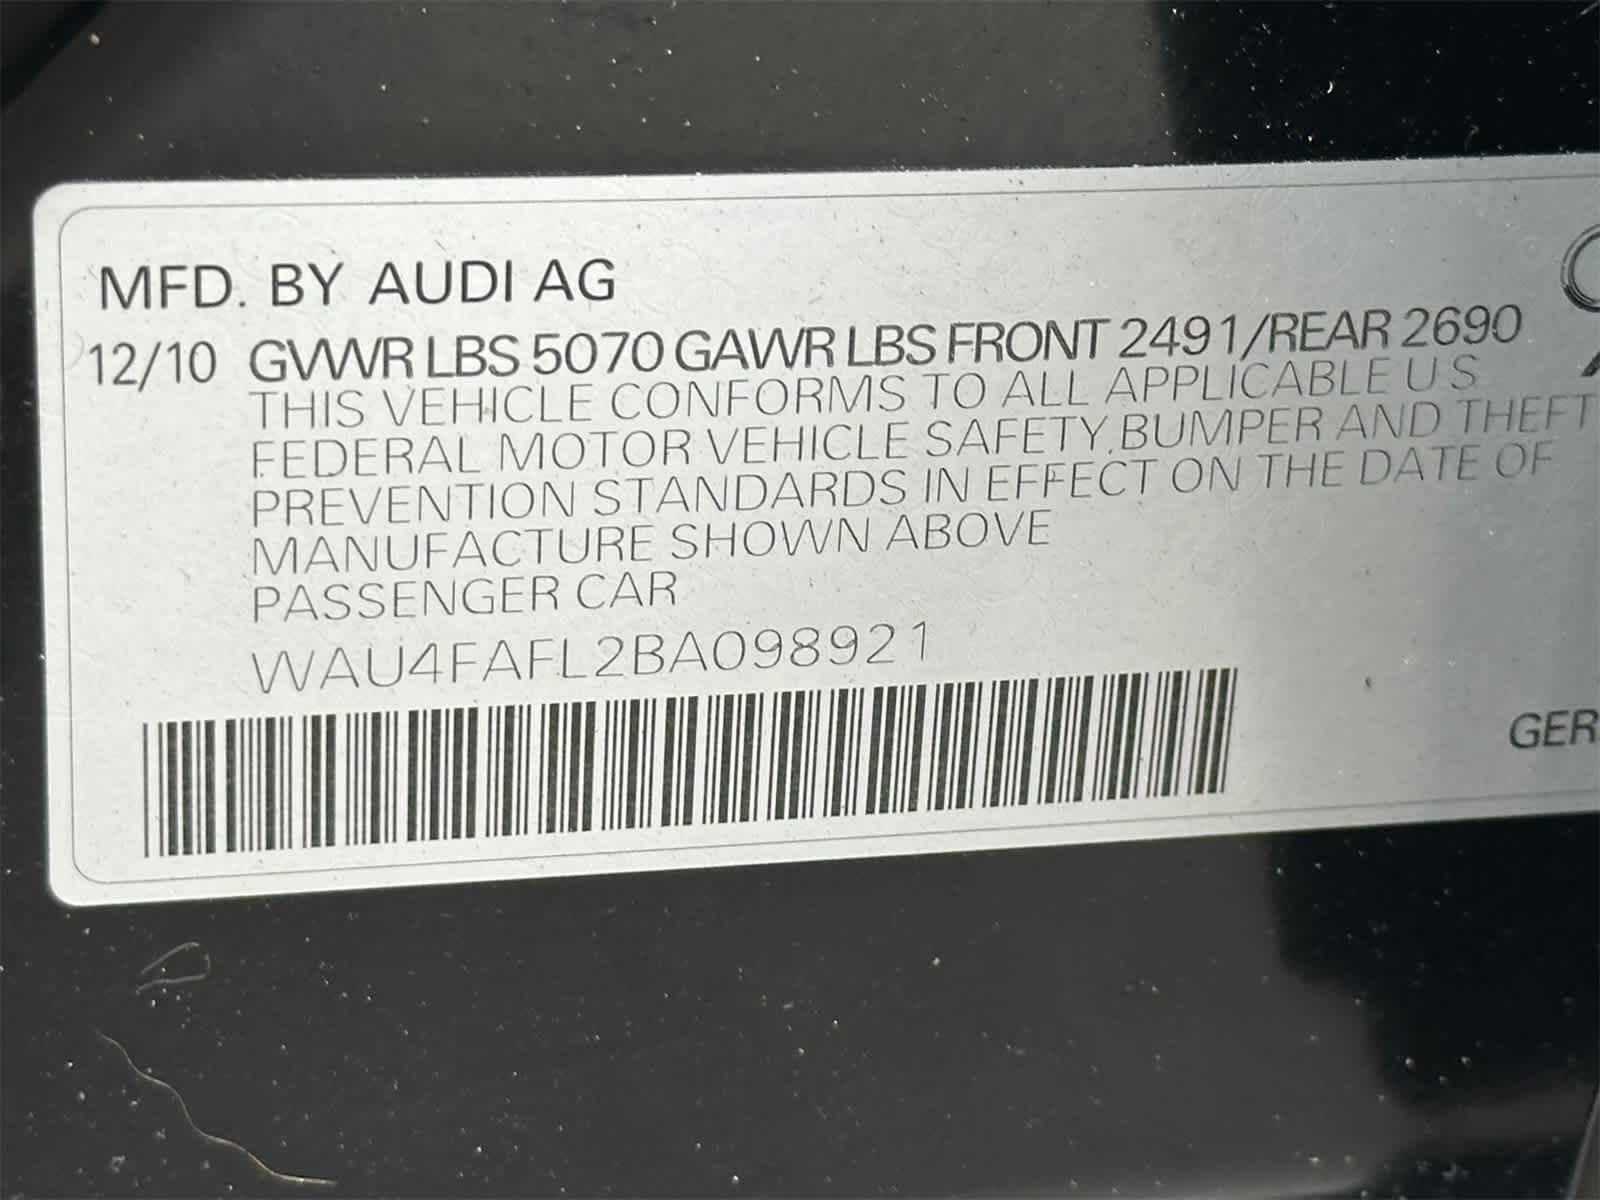 MFD. BY AUDI AG
12/10 GVWR LBS 5070 GAWR LBS FRONT 2491/REAR 2690
THIS VEHICLE CONFORMS TO ALL APPLICABLE U S
FEDERAL MOTOR VEHICLE SAFETY, BUMPER AND THEFT
PREVENTION STANDARDS IN EFFECT ON THE DATE OF
MANUFACTURE SHOWN ABOVE
PASSENGER CAR
WAU4FAFL2BA098921
GER